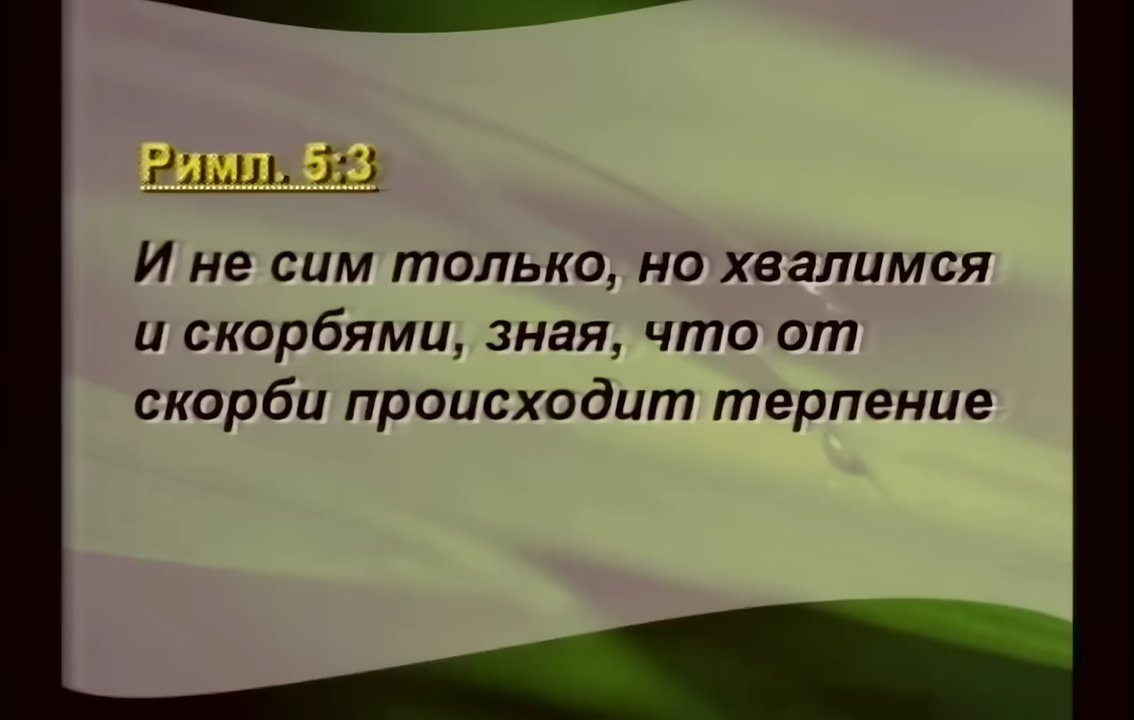 Римл. 5:3
И не сим только, но хвалимся
и скорбями, зная, что от
скорби происходит терпение